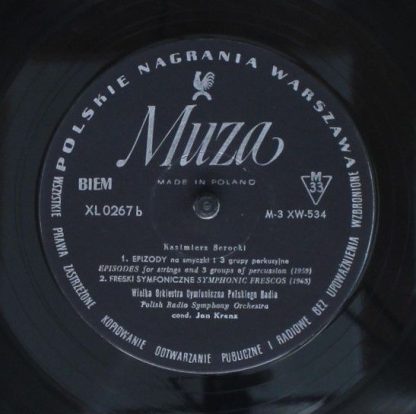 POLSKIE NAGRANIA WARSZAWA
Muza
MADE IN POLAND
BIEM
M
33
XL 0267 b
M-3 XW-534
Kazimierz Serocki
1. EPIZODY na smyczki i 3 grupy perkusyjne
EPISODES for strings and 3 groups of percussion (1959)
2. FRESKI SYMFONICZNE SYMPHONIC FRESCOS (1963)
Wielka Orkiestra Symfoniczna Polskiego Radia
Polish Radio Symphony Orchestra
cond. Jan Krenz
WSZYSTKIE PRAWA ZASTRZEŻONE KOPIOWANIE ODTWARZANIE PUBLICZNE I RADIOWE BEZ UPOWAŻNIENIA WZBRONIONE